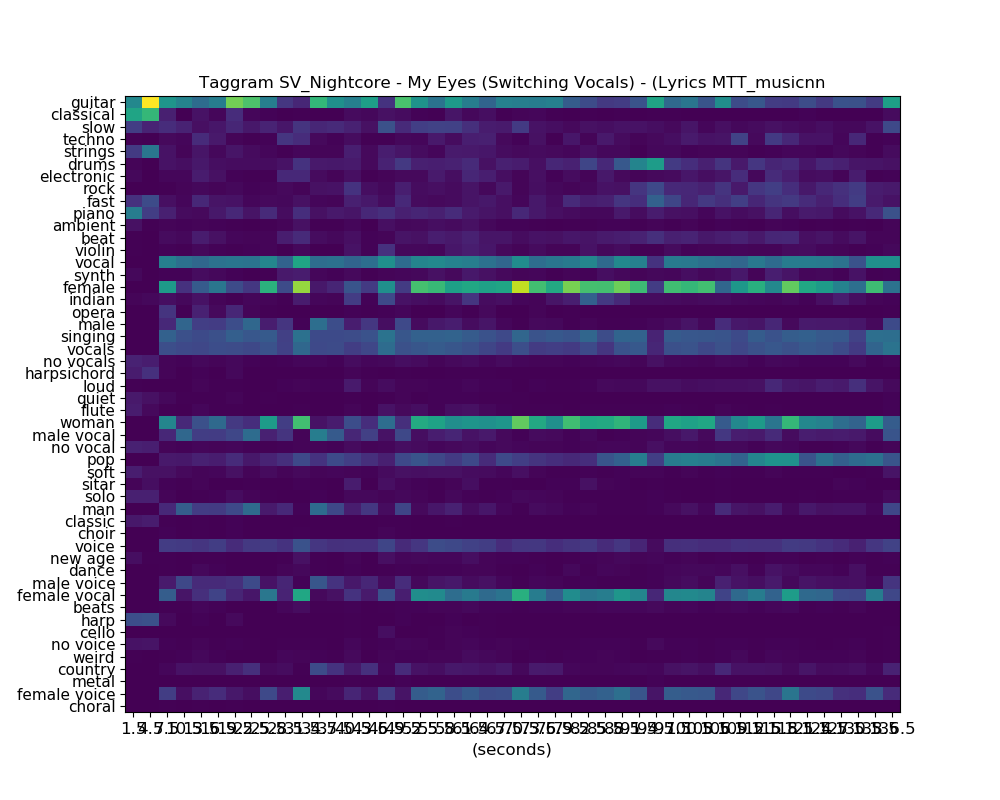 Taggram SV_Nightcore - My Eyes (Switching Vocals) - (Lyrics MTT_musicnn
guitar
classical
slow
techno
strings
drums
electronic
rock
fast
piano
ambient
beat
violin
vocal
synth
female
indian
opera
male
singing
vocals
no vocals
harpsichord
loud
quiet
flute
woman
male vocal
no vocal
pop
soft
sitar
solo
man
classic
choir
voice
new age
dance
male voice
female vocal
beats
harp
cello
no voice
weird
country
metal
female voice
choral
(seconds)